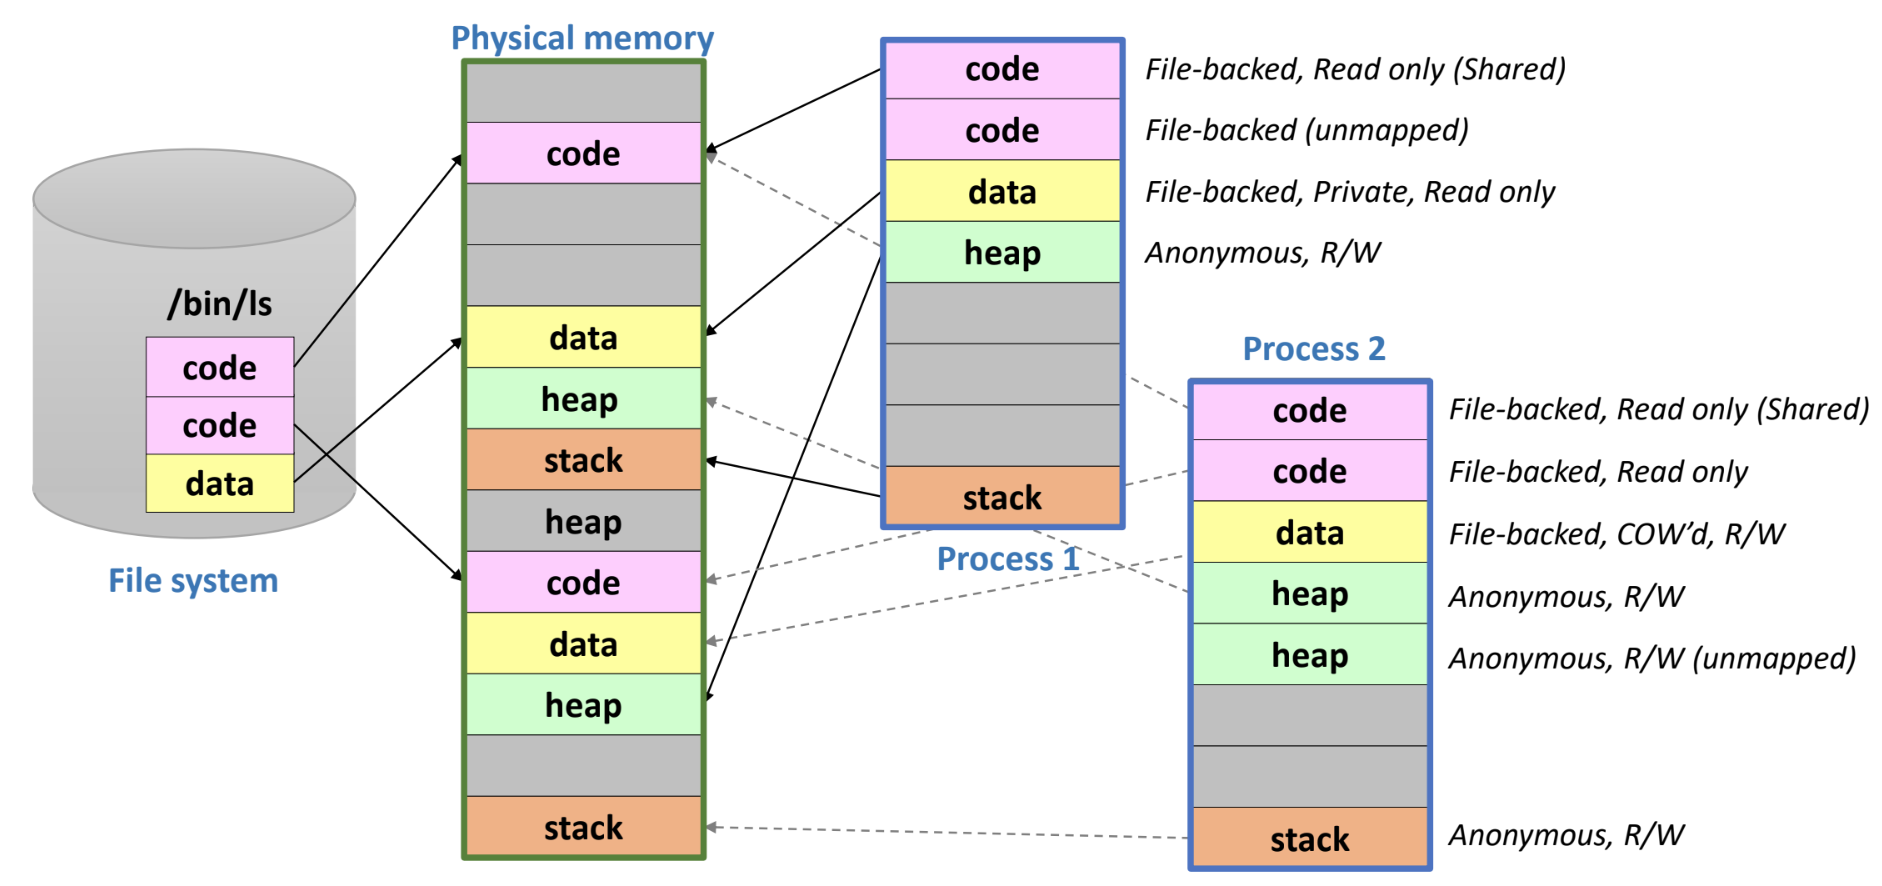 Physical memory
code
data
heap
stack
heap
code
data
heap
stack
/bin/ls
code
code
data
File system
code
code
data
heap
stack
Process 1
File-backed, Read only (Shared)
File-backed (unmapped)
File-backed, Private, Read only
Anonymous, R/W
Process 2
code
code
data
heap
heap
stack
File-backed, Read only (Shared)
File-backed, Read only
File-backed, COW’d, R/W
Anonymous, R/W
Anonymous, R/W (unmapped)
Anonymous, R/W